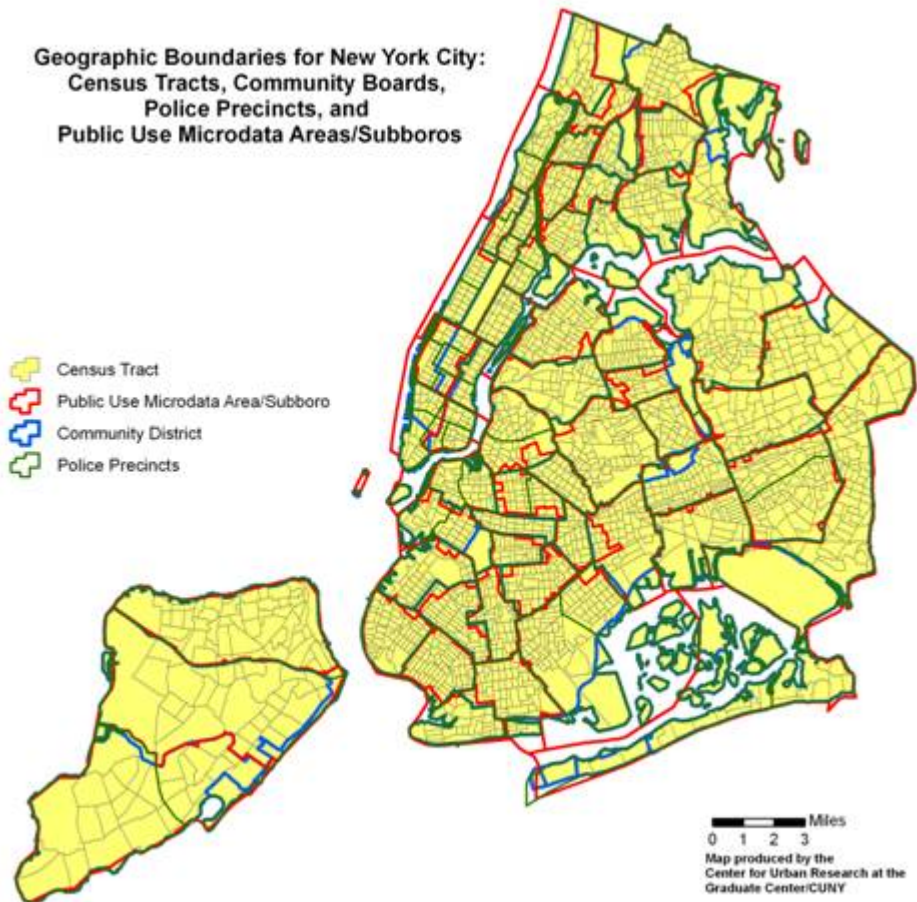 Geographic Boundaries for New York City:
Census Tracts, Community Boards,
Police Precincts, and
Public Use Microdata Areas/Subboros
Census Tract
Public Use Microdata Area/Subboro
Community District
Police Precincts
Miles
0 1 2 3
Map produced by the
Center for Urban Research at the
Graduate Center/CUNY